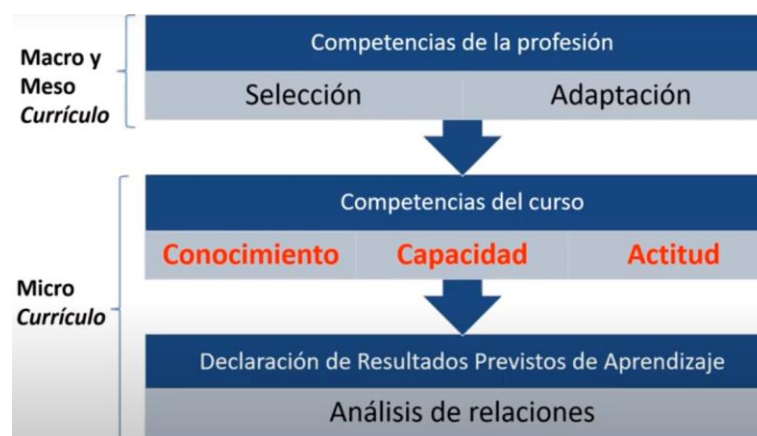 Macro y
Meso
Currículo
Competencias de la profesión
Selección Adaptación
Micro
Currículo
Competencias del curso
Conocimiento Capacidad Actitud
Declaración de Resultados Previstos de Aprendizaje
Análisis de relaciones